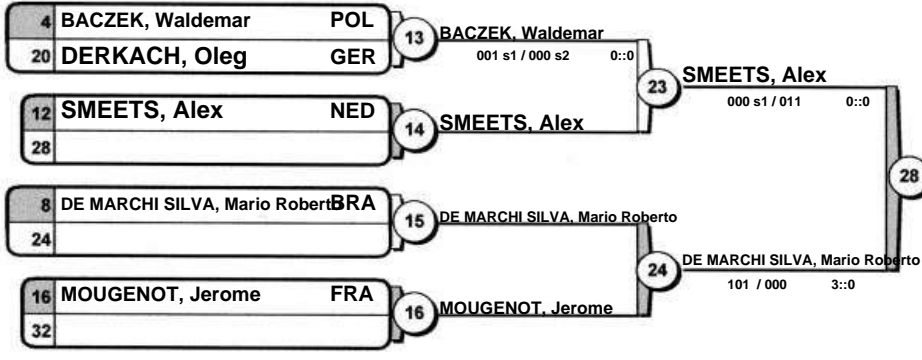 4 BACZEK, Waldemar POL
20 DERKACH, Oleg GER
13
BACZEK, Waldemar
001 s1 / 000 s2 0::0
12 SMEETS, Alex NED
28
14
SMEETS, Alex
23
SMEETS, Alex
000 s1 / 011 0::0
8 DE MARCHI SILVA, Mario Roberto BRA
24
15
DE MARCHI SILVA, Mario Roberto
16 MOUGENOT, Jerome FRA
32
16
MOUGENOT, Jerome
24
DE MARCHI SILVA, Mario Roberto
101 / 000 3::0
28